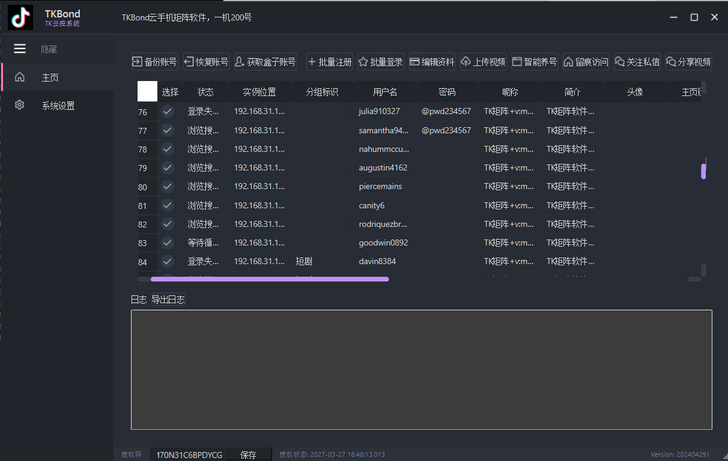 TKBond
TK云控系统
TKBond云手机矩阵软件，一机200号
隐藏
主页
系统设置
备份账号 恢复账号 获取盒子账号 批量注册 批量登录 编辑资料 上传视频 智能养号 留痕访问 关注私信 分享视频
选择 状态 实例位置 分组标识 用户名 密码 昵称 简介 头像
76 登录失... 192.168.31.1... julia910327 @pwd234567 TK矩阵+v:m... TK矩阵软件...
77 浏览搜... 192.168.31.1... samantha94... @pwd234567 TK矩阵+v:m... TK矩阵软件...
78 浏览搜... 192.168.31.1... nahummccu... TK矩阵+v:m... TK矩阵软件...
79 浏览搜... 192.168.31.1... augustin4162 TK矩阵+v:m... TK矩阵软件...
80 浏览搜... 192.168.31.1... piercemains TK矩阵+v:m... TK矩阵软件...
81 浏览搜... 192.168.31.1... canity6 TK矩阵+v:m... TK矩阵软件...
82 浏览搜... 192.168.31.1... rodriquezbr... TK矩阵+v:m... TK矩阵软件...
83 等待循... 192.168.31.1... goodwin0892 TK矩阵+v:m... TK矩阵软件...
84 登录失... 192.168.31.1... 短剧 davin8384 TK矩阵+v:m... TK矩阵软件...
日志 导出日志
授权码 170N31C6BPDYCG 保存 授权状态: 2027-03-27 16:48:13.013 Version: 202404291